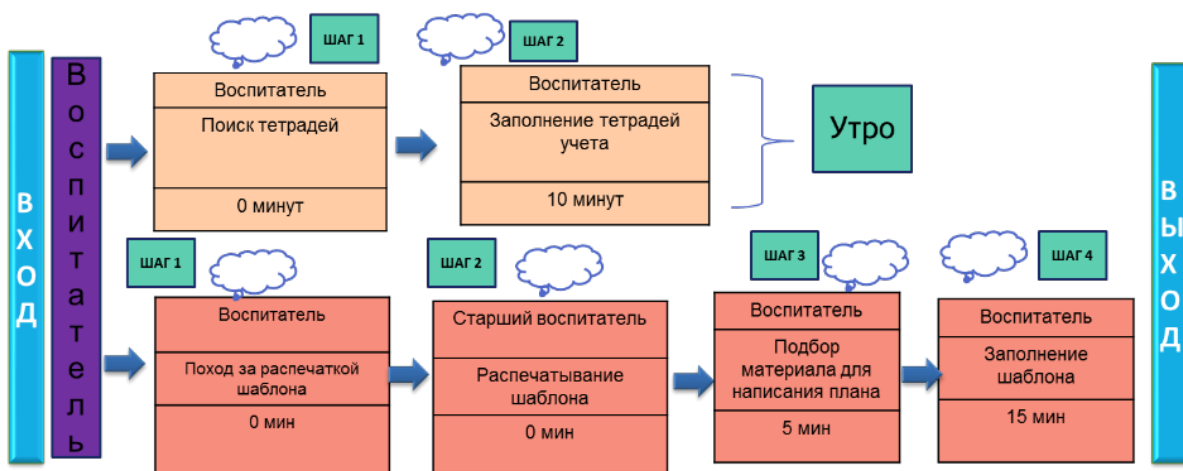 ВХОД
Воспитатель
ШАГ 1
ШАГ 2
Воспитатель
Поиск тетрадей
0 минут
Воспитатель
Заполнение тетрадей
учета
10 минут
Утро
ШАГ 1
ШАГ 2
ШАГ 3
ШАГ 4
Воспитатель
Поход за распечаткой
шаблона
0 мин
Старший воспитатель
Распечатывание
шаблона
0 мин
Воспитатель
Подбор
материала для
написания плана
5 мин
Воспитатель
Заполнение
шаблона
15 мин
ВЫХОД